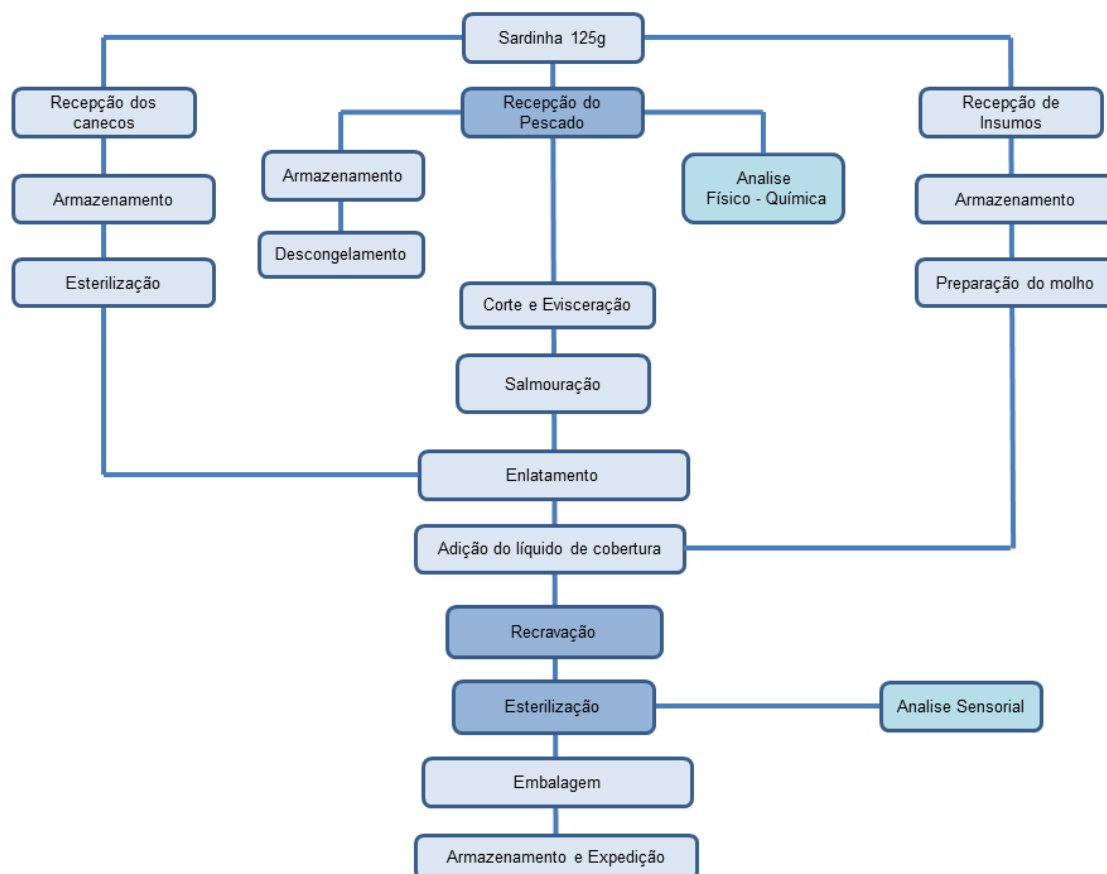 Sardinha 125g
Recepção dos
canecos
Recepção do
Pescado
Recepção de
Insumos
Armazenamento
Analise
Físico - Química
Armazenamento
Armazenamento
Descongelamento
Esterilização
Preparação do molho
Corte e Evisceração
Salmouração
Enlatamento
Adição do líquido de cobertura
Recravação
Esterilização
Analise Sensorial
Embalagem
Armazenamento e Expedição